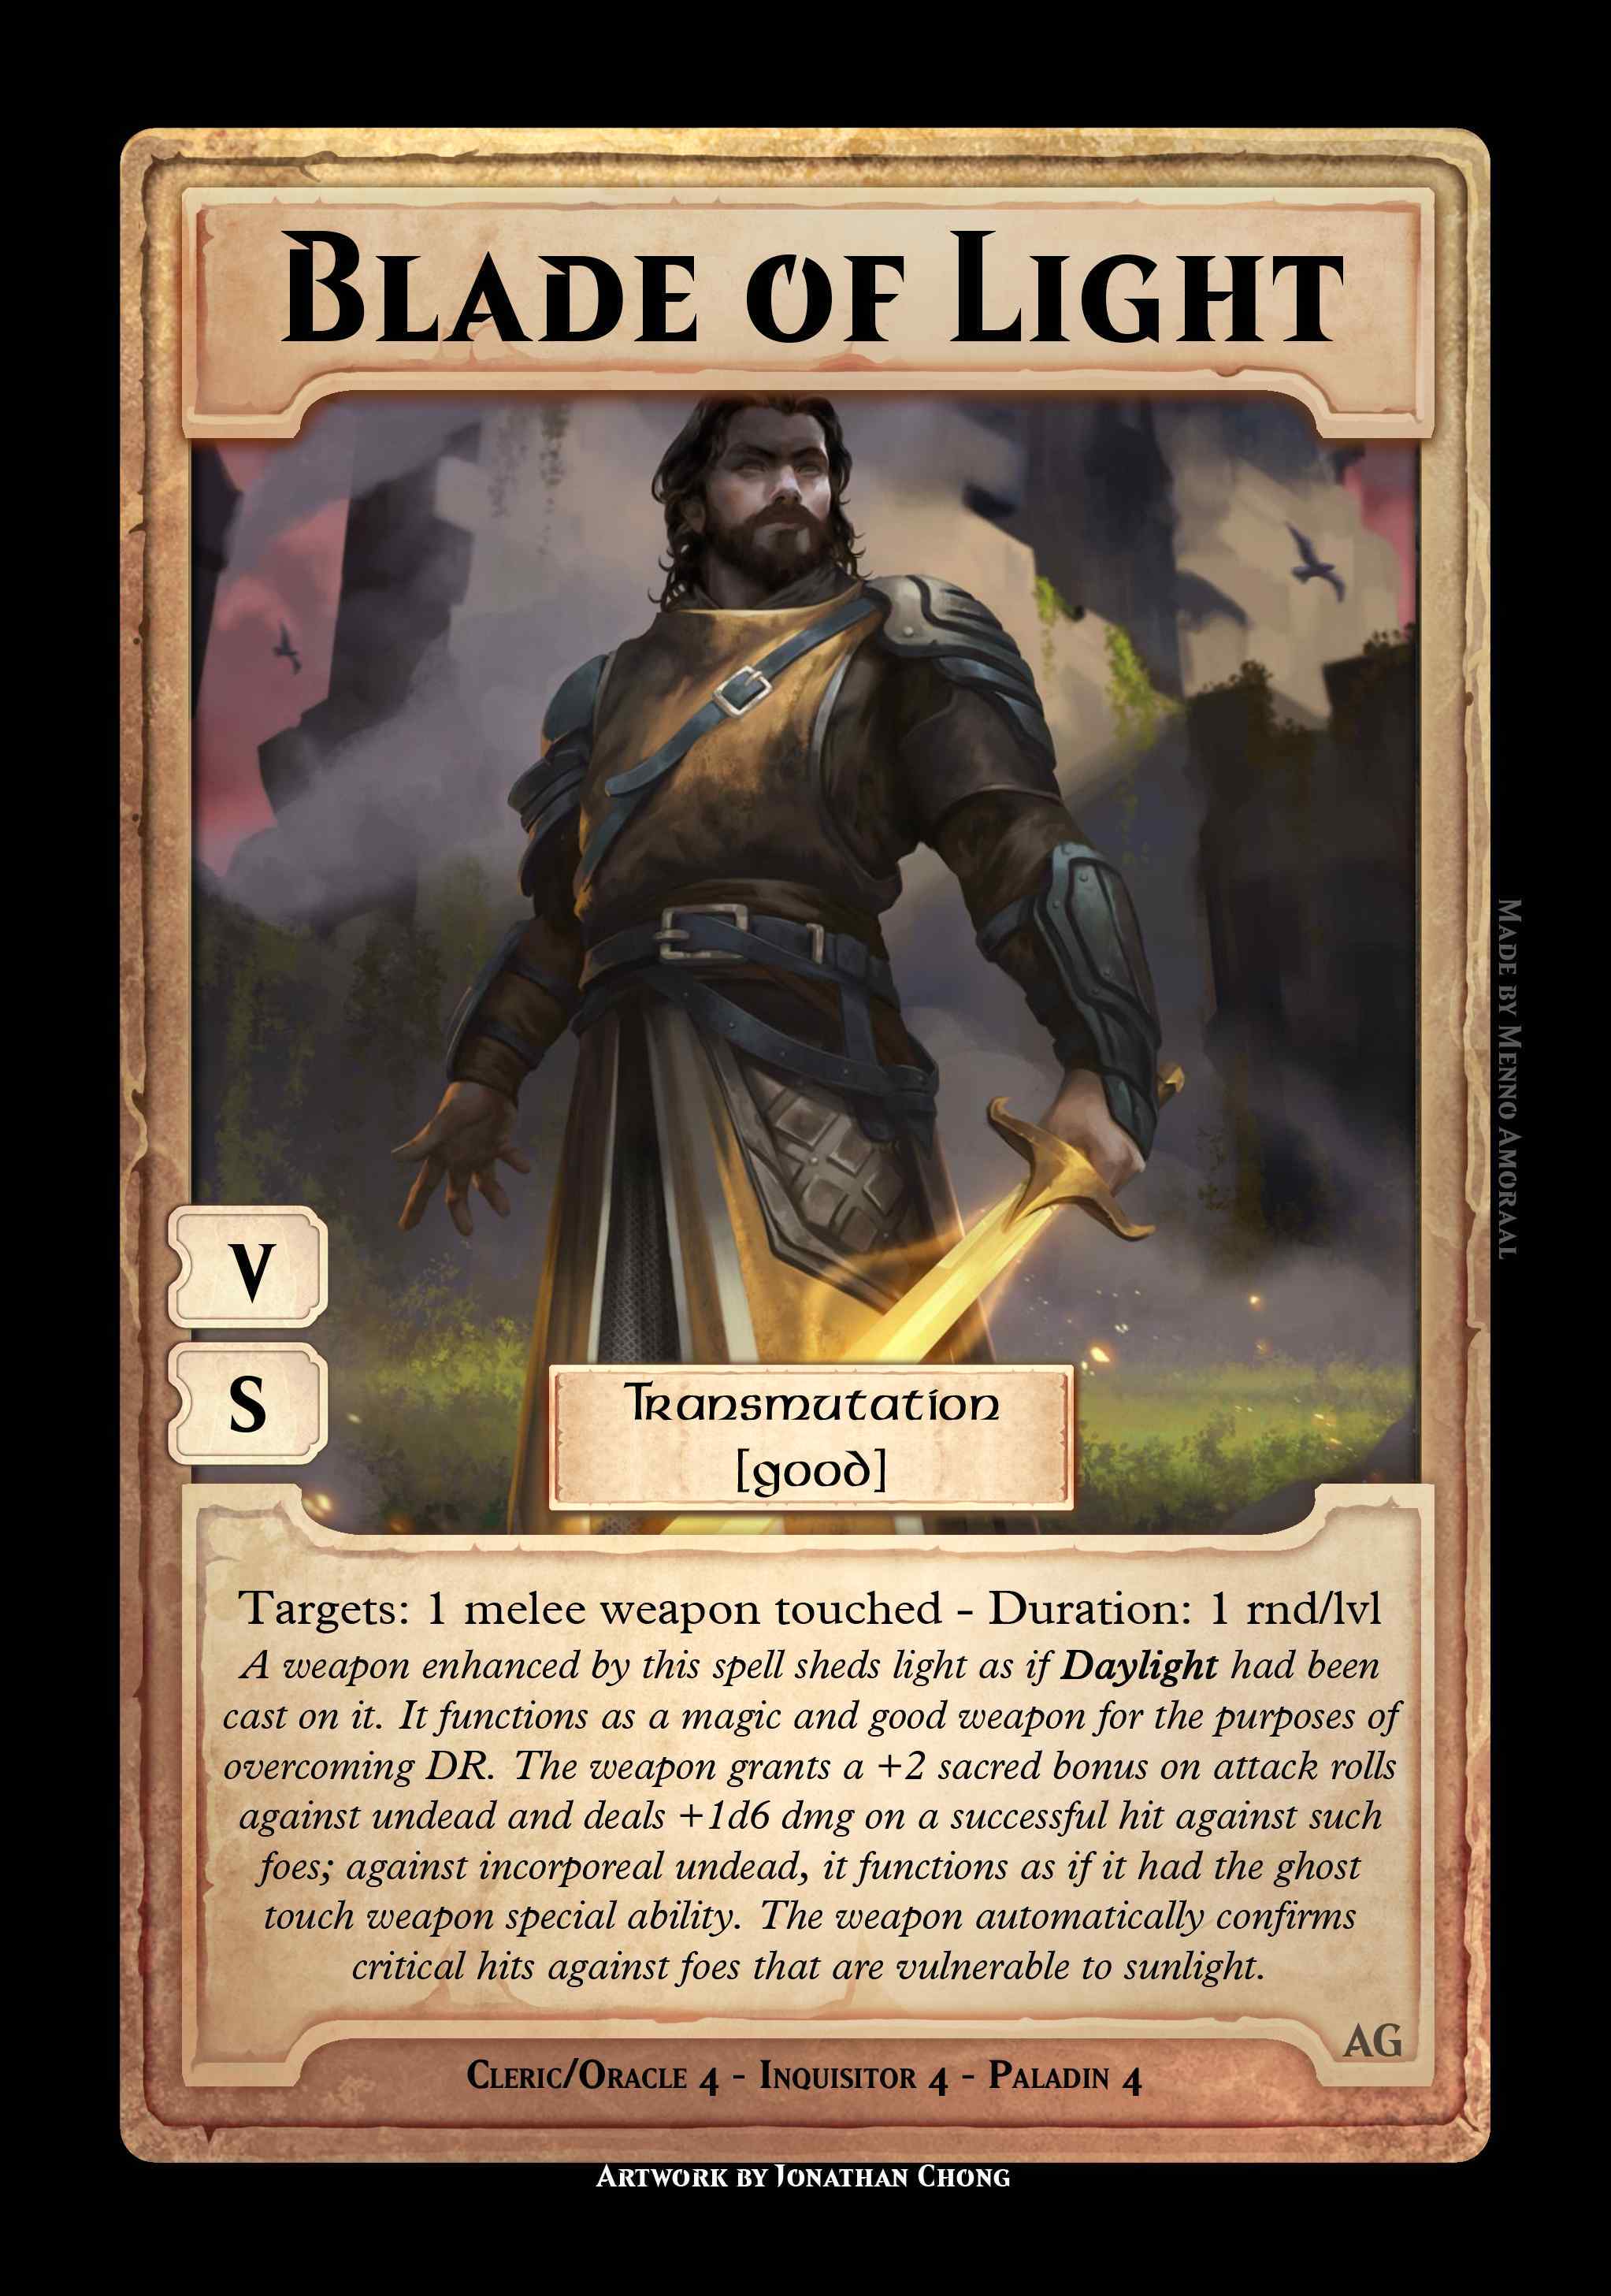 Blade of Light
Made by Menno Amoraal
V
S
Transmutation
[good]
Targets: 1 melee weapon touched - Duration: 1 rnd/lvl
A weapon enhanced by this spell sheds light as if Daylight had been
cast on it. It functions as a magic and good weapon for the purposes of
overcoming DR. The weapon grants a +2 sacred bonus on attack rolls
against undead and deals +1d6 dmg on a successful hit against such
foes; against incorporeal undead, it functions as if it had the ghost
touch weapon special ability. The weapon automatically confirms
critical hits against foes that are vulnerable to sunlight.
AG
Cleric/Oracle 4 - Inquisitor 4 - Paladin 4
Artwork by Jonathan Chong